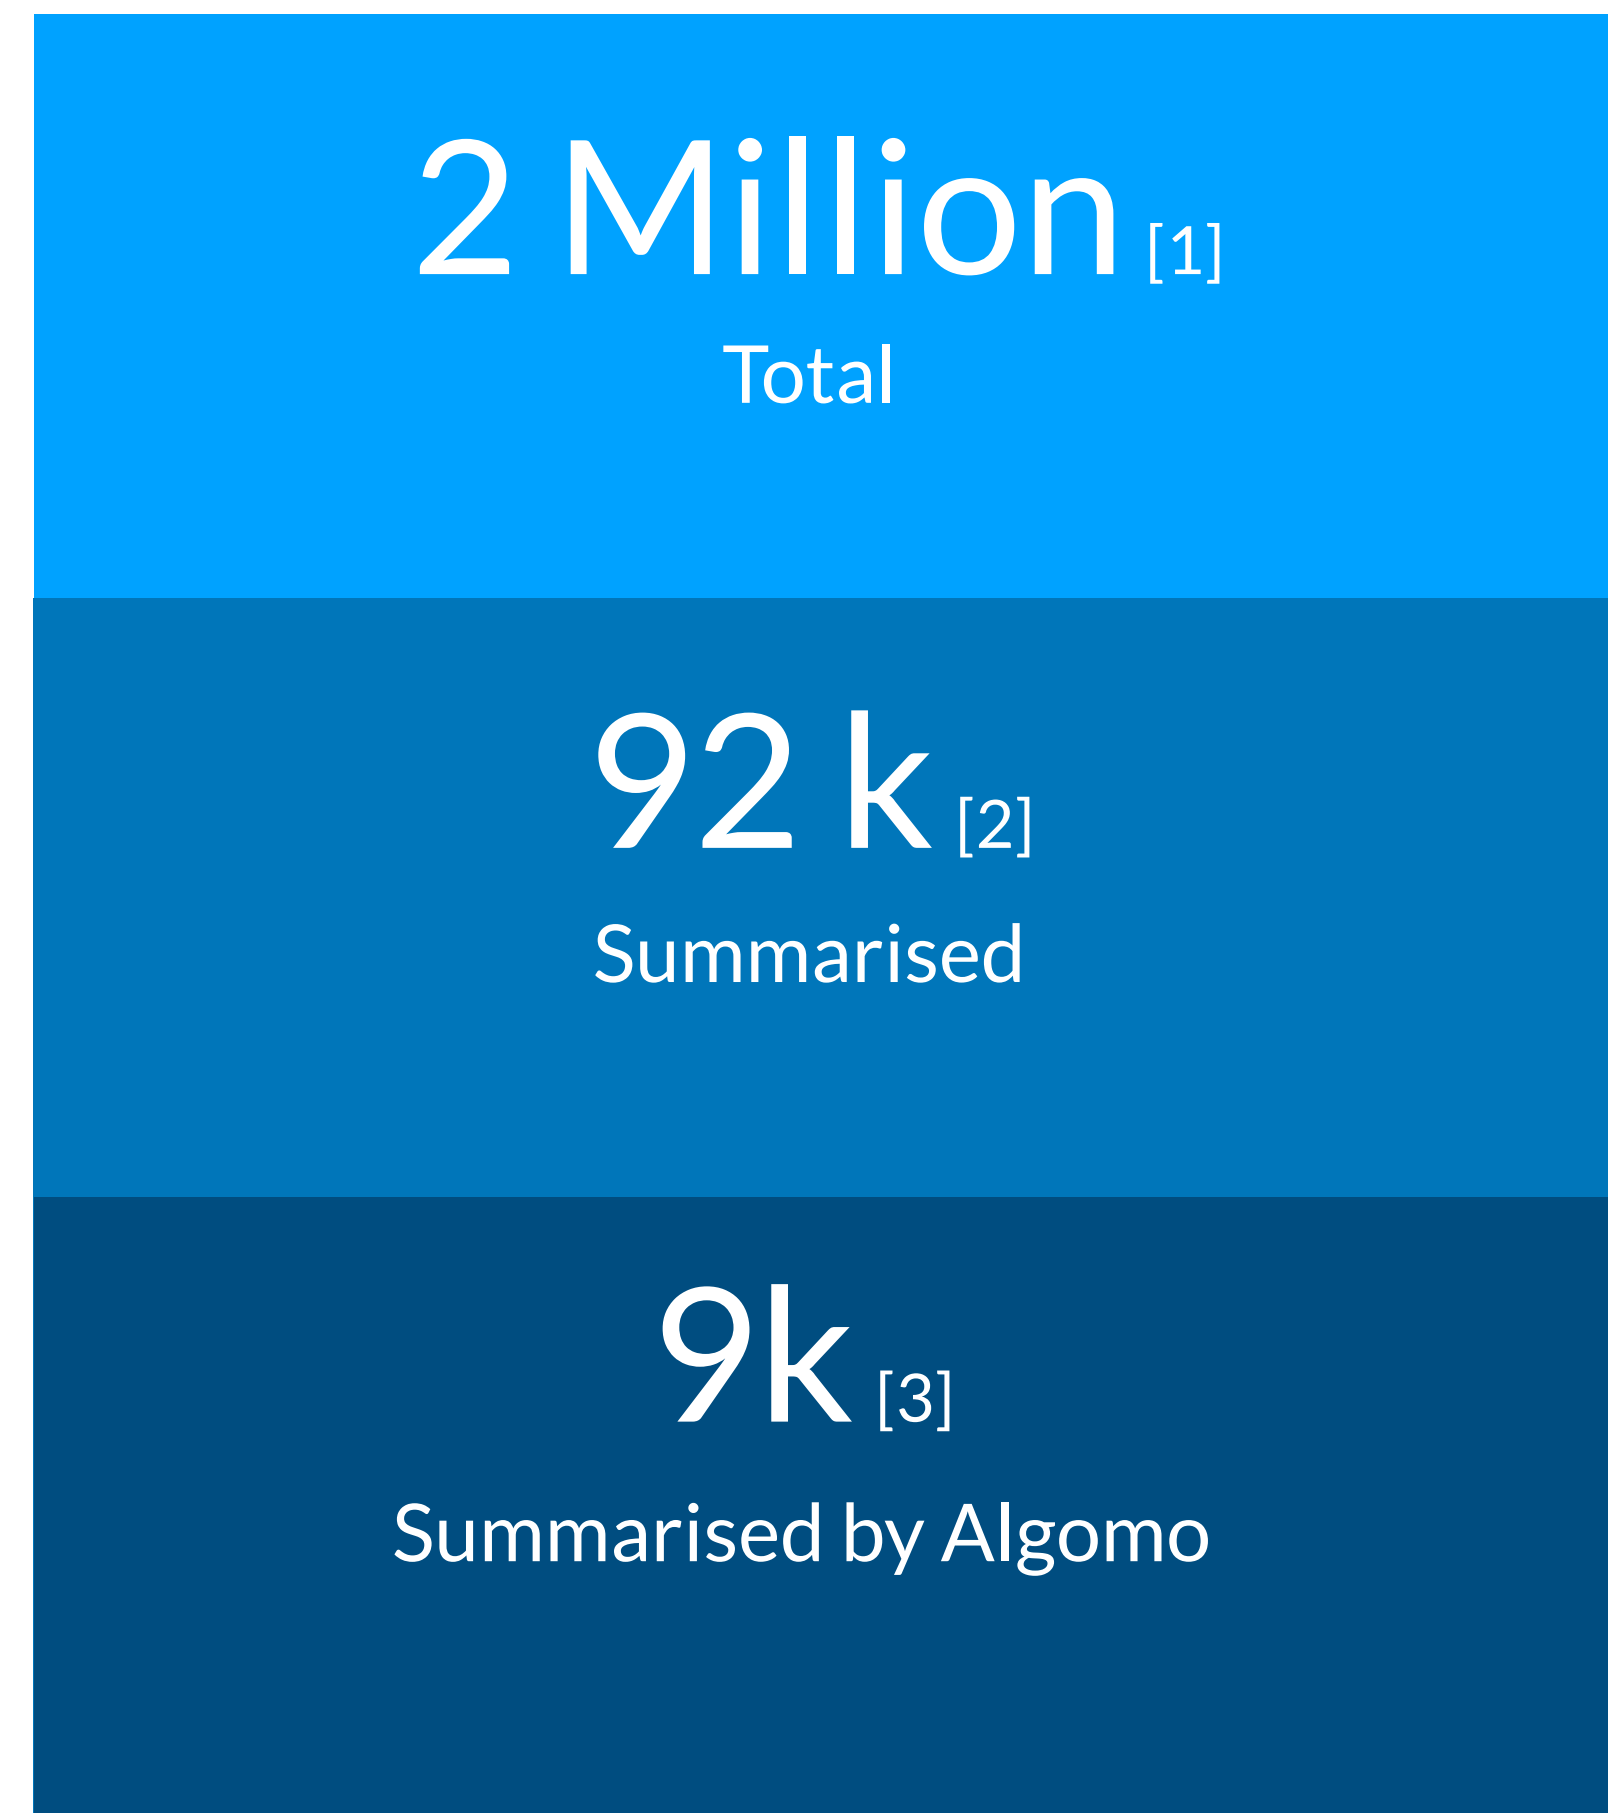 2 Million [1]
Total
92 k [2]
Summarised
9k [3]
Summarised by Algomo